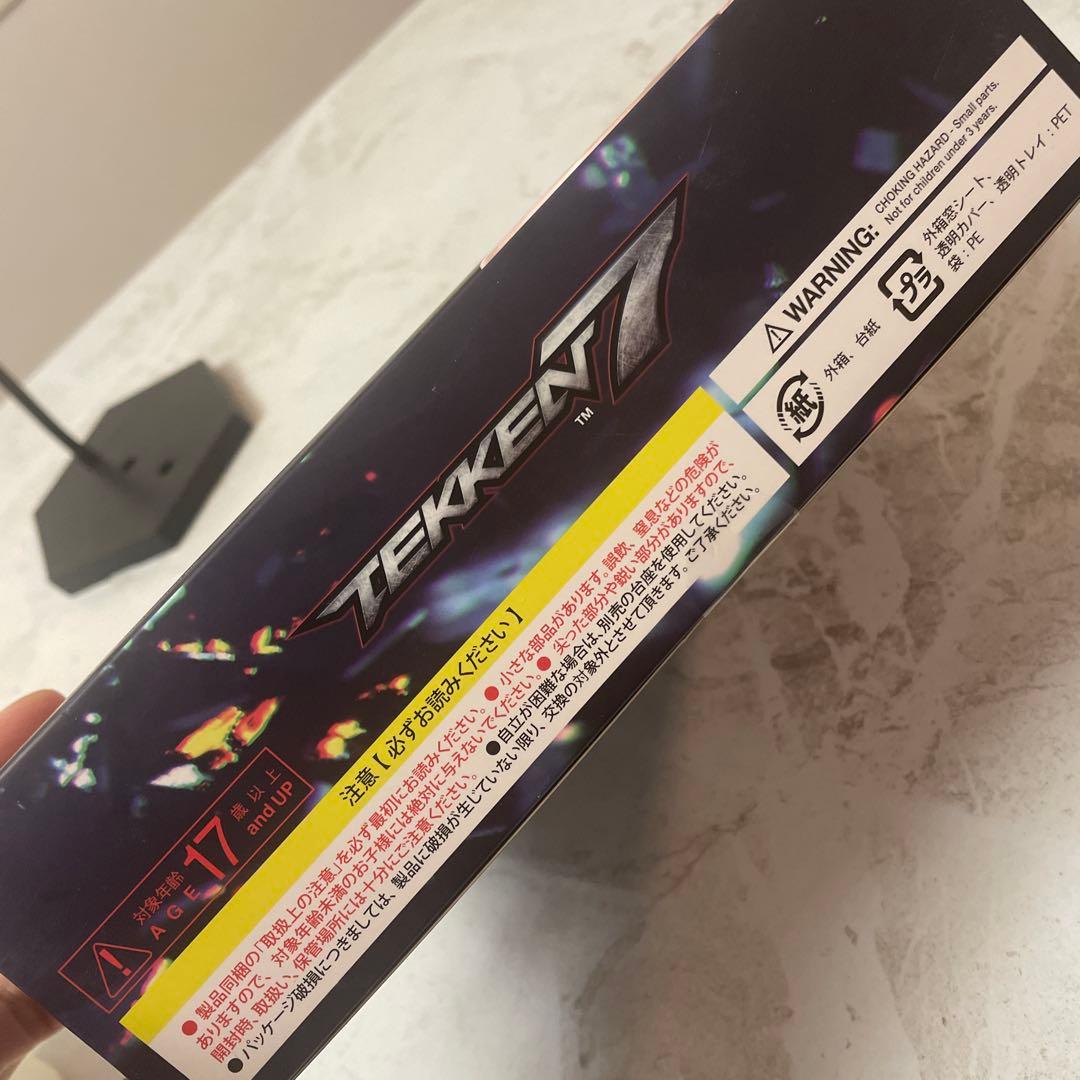 TEKKEN 7
TM
対象年齢 17 歳以上
AGE and UP
注意【必ずお読みください】
●製品同梱の「取扱上の注意」を必ず最初にお読みください。●小さな部品があります。誤飲、窒息などの危険が
ありますので、対象年齢未満のお子様には絶対に与えないでください。●尖った部分や鋭い部分がありますので、
開封時、取扱い、保管場所には十分にご注意ください。●自立が困難な場合は、別売の台座を使用してください。
●パッケージ破損につきましては、製品に破損が生じていない限り、交換の対象外とさせて頂きます。ご了承ください。
WARNING: CHOKING HAZARD - Small parts.
Not for children under 3 years.
紙 外箱、台紙
プラ 外箱窓シート、
透明カバー、透明トレイ:PET
袋:PE